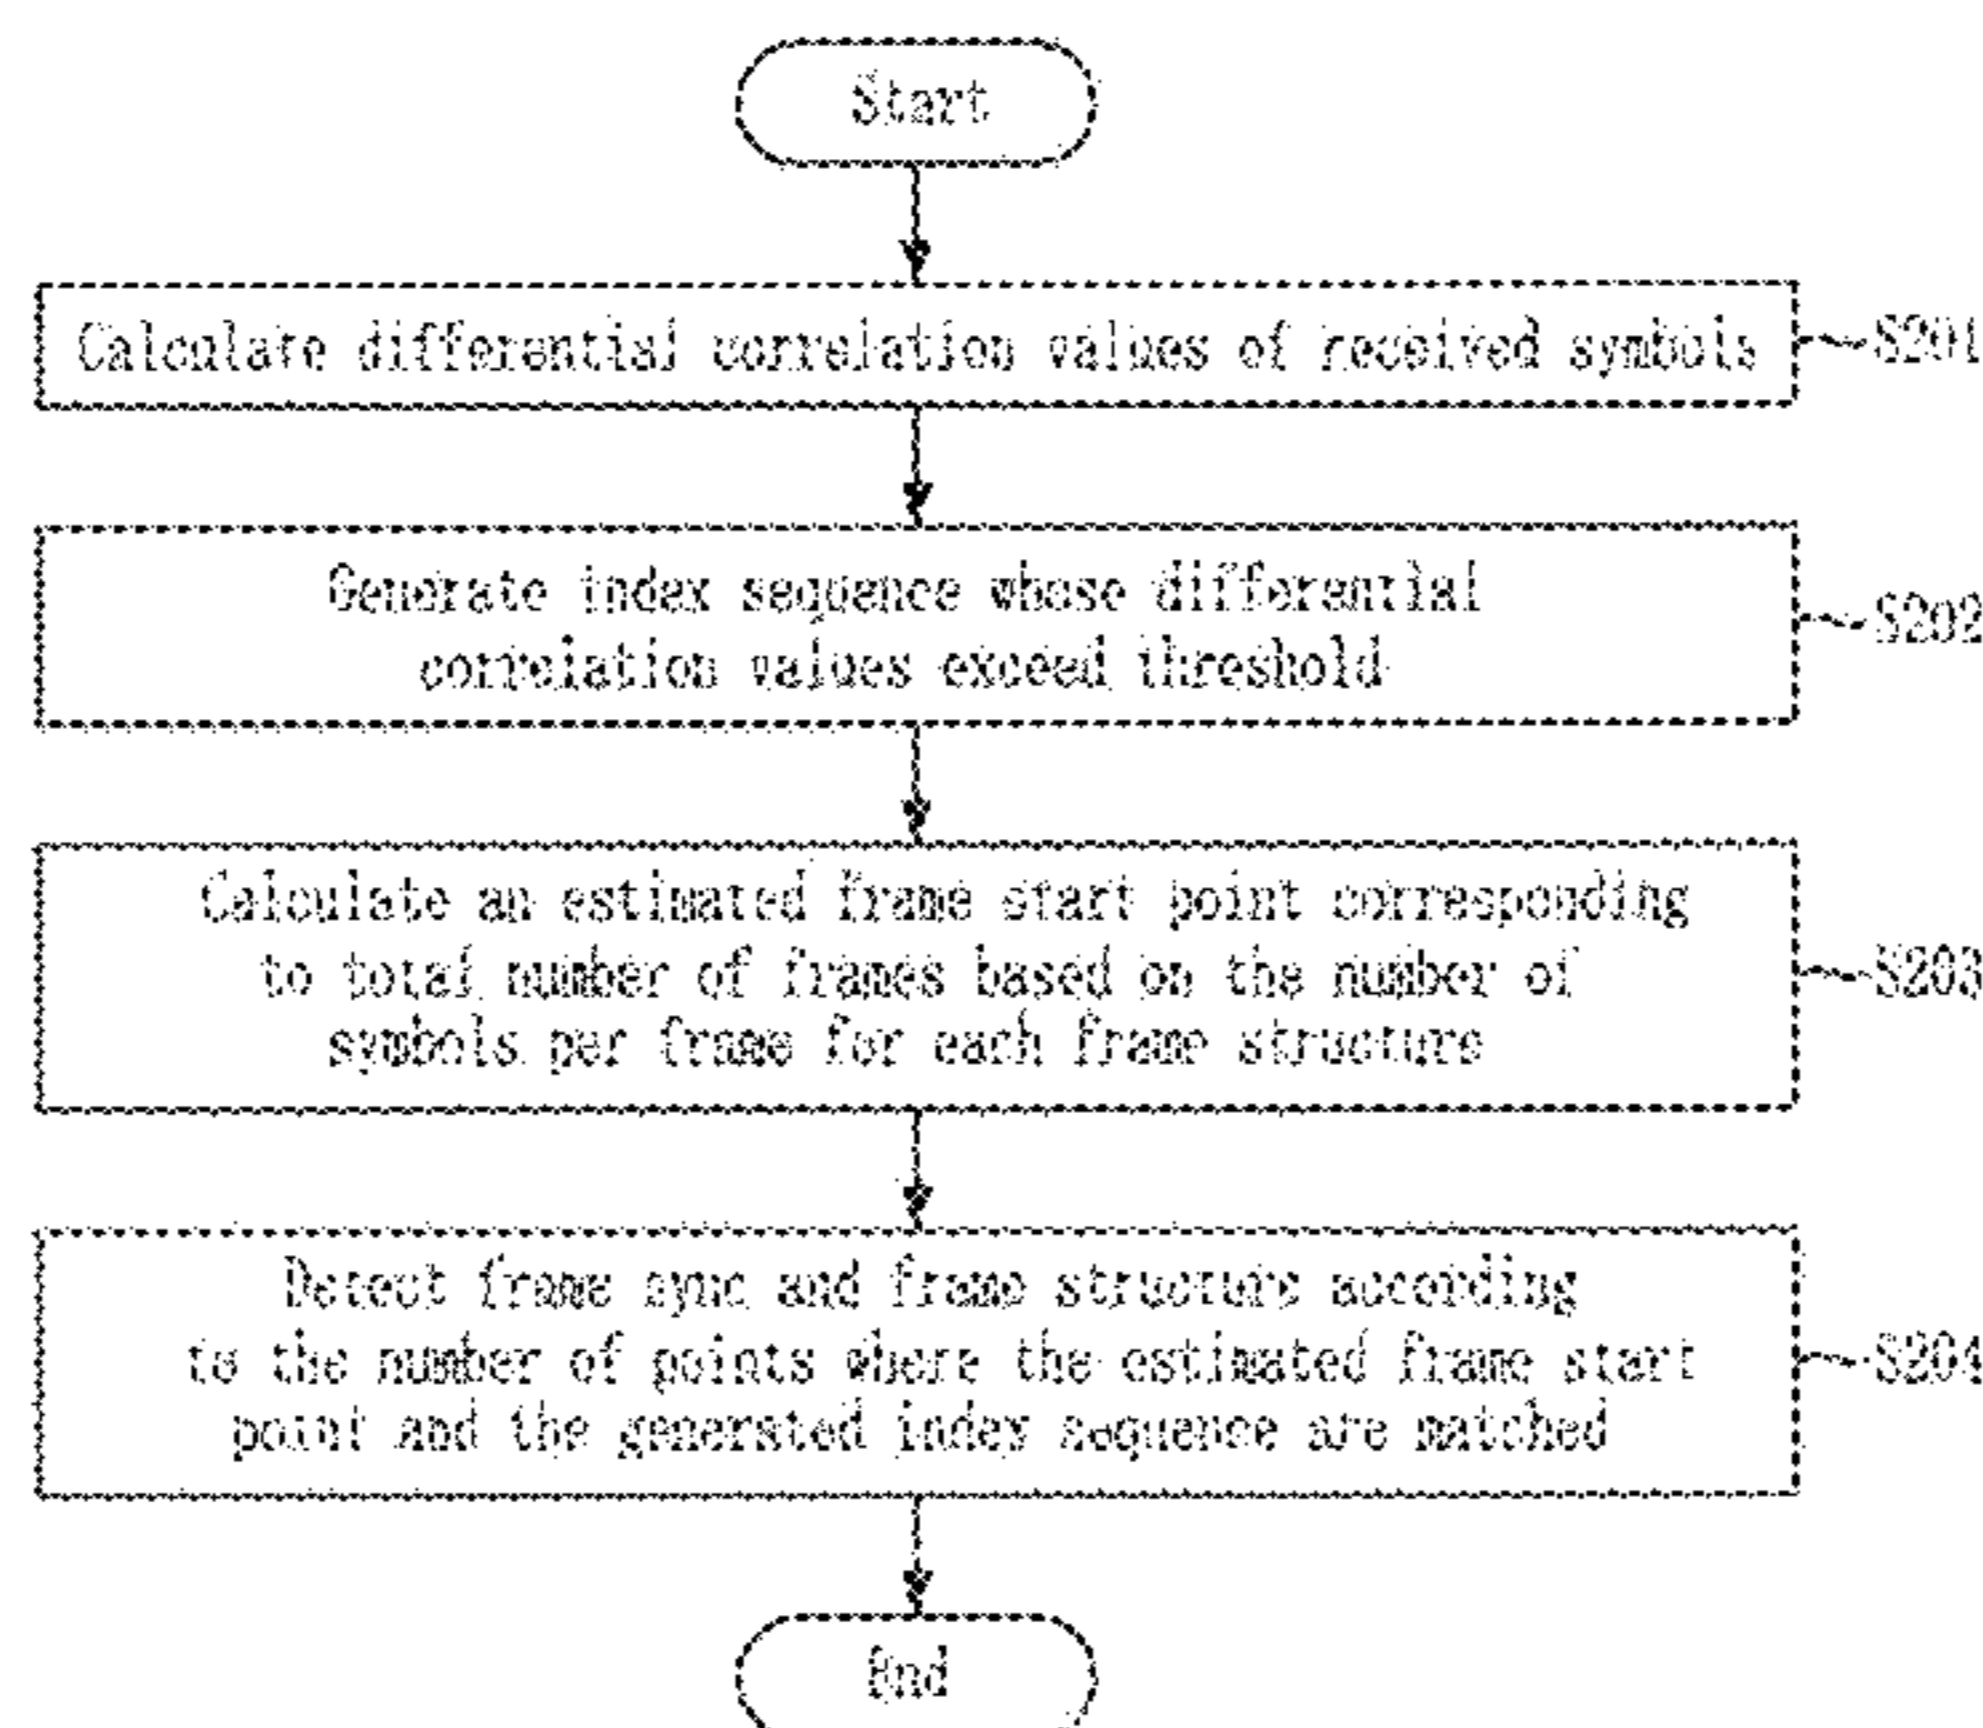 Start
Calculate differential correlation values of received symbols
S201
Generate index sequence whose differential
correlation values exceed threshold
S202
Calculate an estimated frame start point corresponding
to total number of frames based on the number of
symbols per frame for each frame structure
S203
Detect frame sync and frame structure according
to the number of points where the estimated frame start
point and the generated index sequence are matched
S204
End